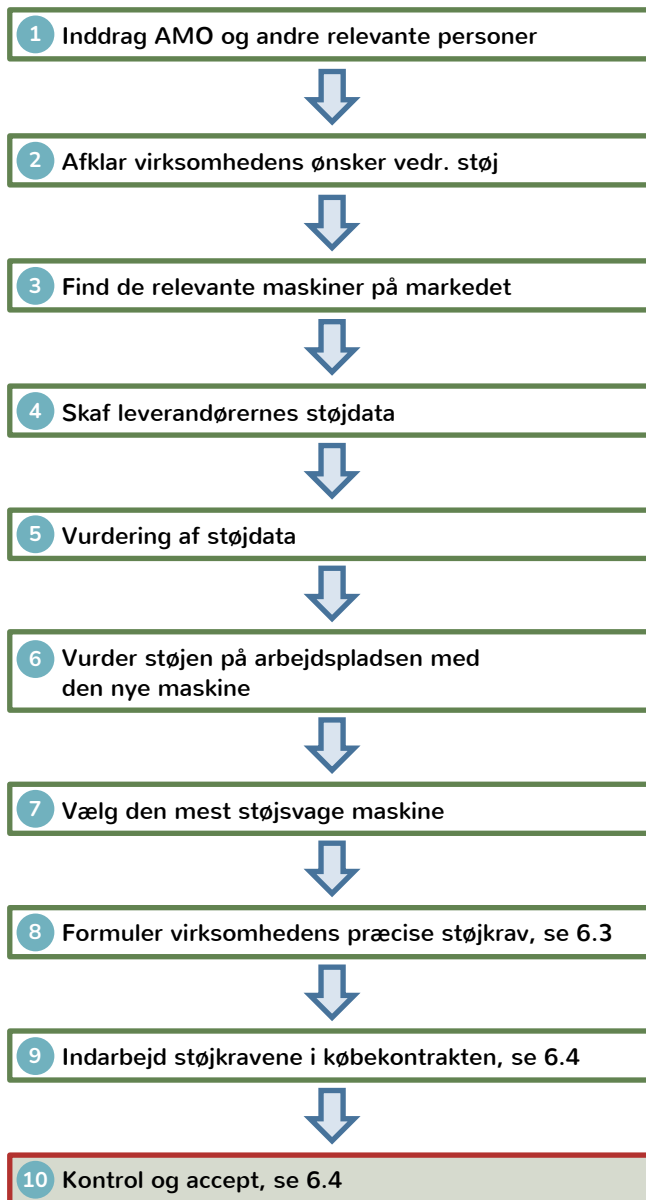 1 Inddrag AMO og andre relevante personer
2 Afklar virksomhedens ønsker vedr. støj
3 Find de relevante maskiner på markedet
4 Skaf leverandørernes støjdata
5 Vurdering af støjdata
6 Vurder støjen på arbejdspladsen med
den nye maskine
7 Vælg den mest støjsvage maskine
8 Formuler virksomhedens præcise støjkrav, se 6.3
9 Indarbejd støjkravene i købekontrakten, se 6.4
10 Kontrol og accept, se 6.4